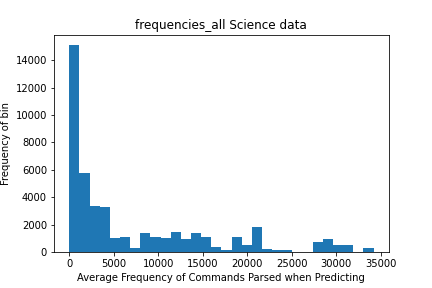 frequencies_all Science data
Frequency of bin
14000
12000
10000
8000
6000
4000
2000
0
0 5000 10000 15000 20000 25000 30000 35000
Average Frequency of Commands Parsed when Predicting